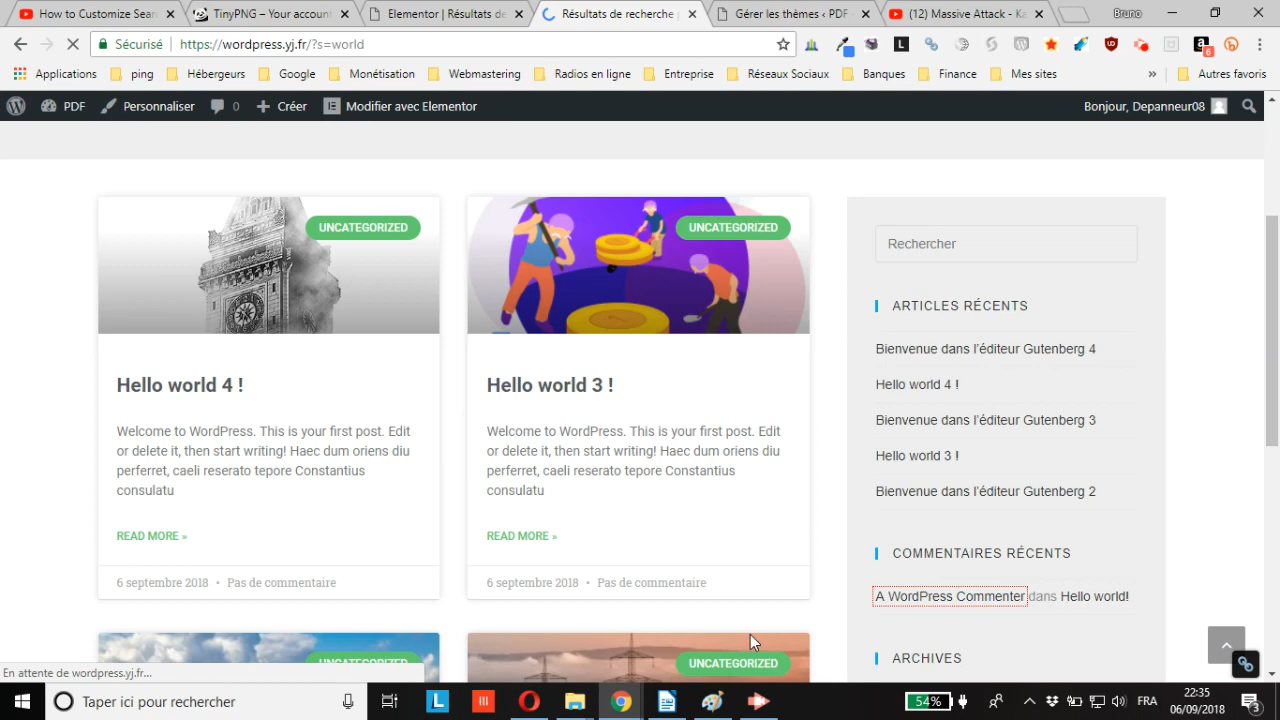 How to Customize Sear
TinyPNG – Your account
Elementor | Résultats de
Résultats de recherche
Gérer les thèmes ‹ PDF
(12) Massive Attack - Ka
Bruno
Sécurisé
https://wordpress.yj.fr/?s=world
6
Applications
ping
Hébergeurs
Google
Monétisation
Webmastering
Radios en ligne
Entreprise
Réseaux Sociaux
Banques
Finance
Mes sites
»
Autres favoris
PDF
Personnaliser
0
Créer
Modifier avec Elementor
Bonjour, Depanneur08
UNCATEGORIZED
UNCATEGORIZED
Hello world 4 !
Hello world 3 !
Welcome to WordPress. This is your first post. Edit
or delete it, then start writing! Haec dum oriens diu
perferret, caeli reserato tepore Constantius
consulatu
Welcome to WordPress. This is your first post. Edit
or delete it, then start writing! Haec dum oriens diu
perferret, caeli reserato tepore Constantius
consulatu
READ MORE »
READ MORE »
6 septembre 2018 • Pas de commentaire
6 septembre 2018 • Pas de commentaire
UNCATEGORIZED
UNCATEGORIZED
Rechercher
ARTICLES RÉCENTS
Bienvenue dans l'éditeur Gutenberg 4
Hello world 4 !
Bienvenue dans l'éditeur Gutenberg 3
Hello world 3 !
Bienvenue dans l'éditeur Gutenberg 2
COMMENTAIRES RÉCENTS
A WordPress Commenter dans Hello world!
ARCHIVES
En attente de wordpress.yj.fr...
Taper ici pour rechercher
L
54%
FRA
22:35
06/09/2018
3